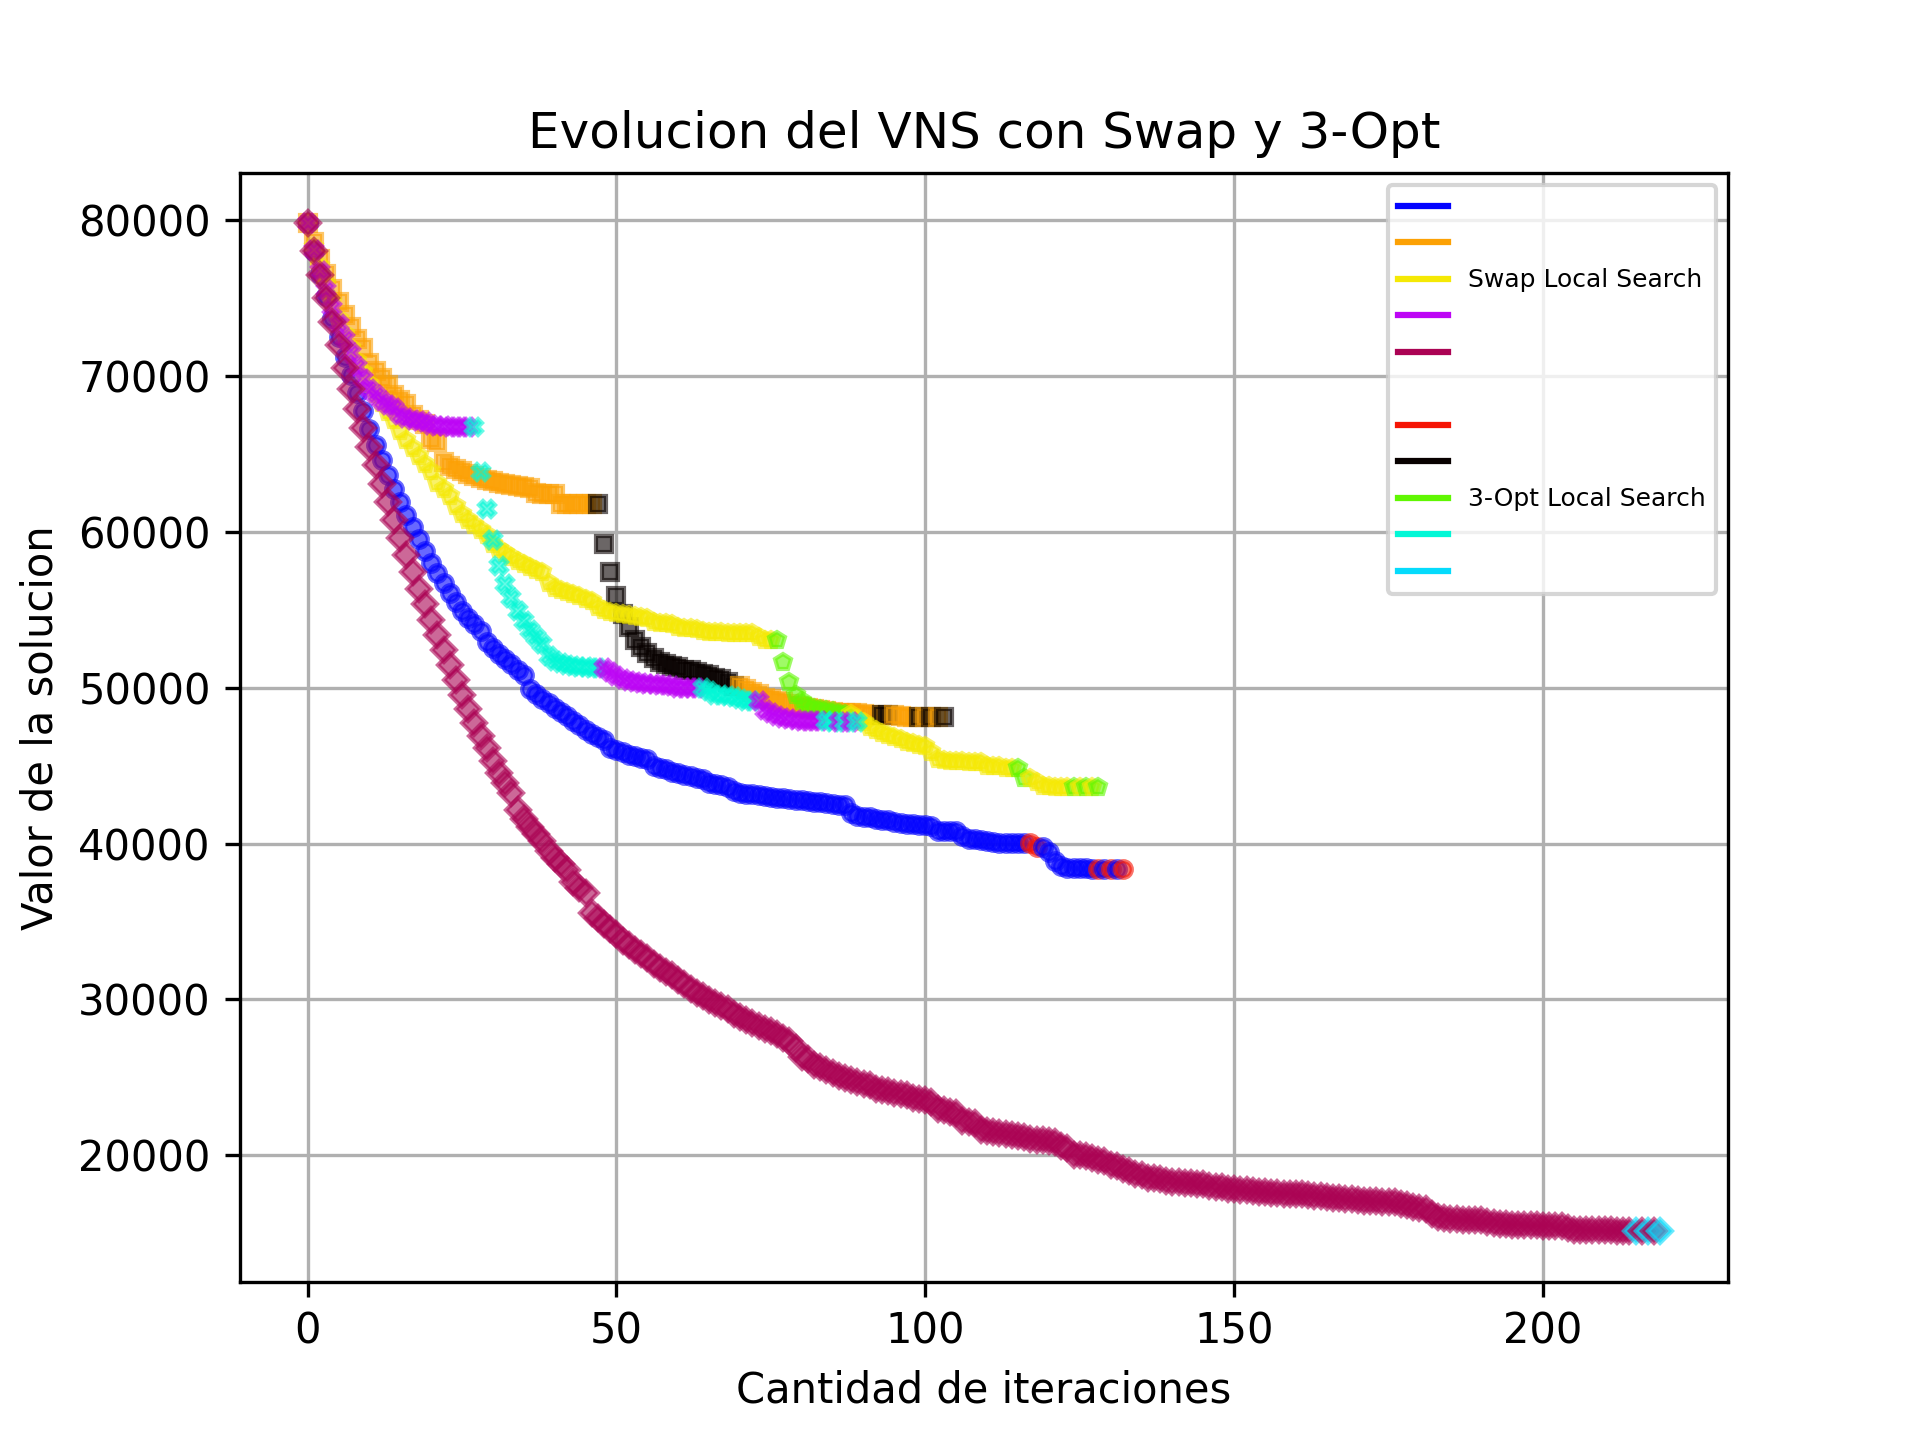 Evolucion del VNS con Swap y 3-Opt
Valor de la solucion
80000
70000
60000
50000
40000
30000
20000
Swap Local Search
3-Opt Local Search
0 50 100 150 200
Cantidad de iteraciones